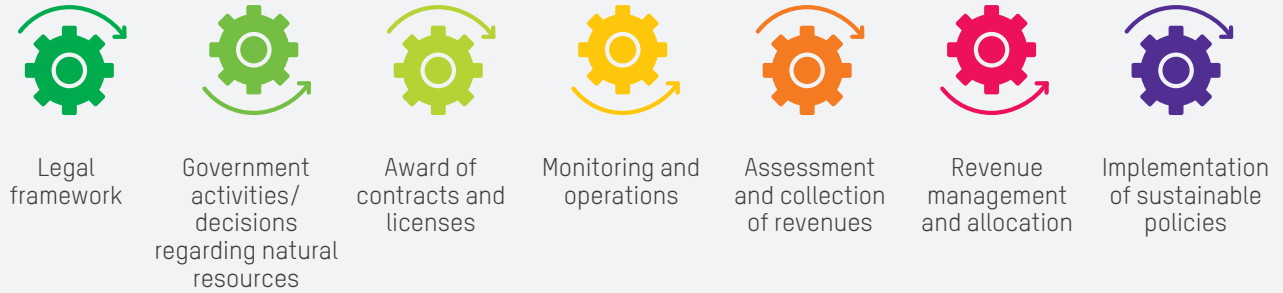 Legal
framework
Government
activities/
decisions
regarding natural
resources
Award of
contracts and
licenses
Monitoring and
operations
Assessment
and collection
of revenues
Revenue
management
and allocation
Implementation
of sustainable
policies